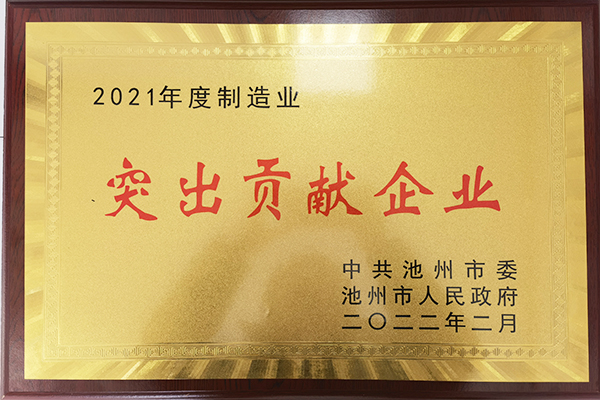 2021年度制造业
突出贡献企业
中共池州市委
池州市人民政府
二〇二二年二月